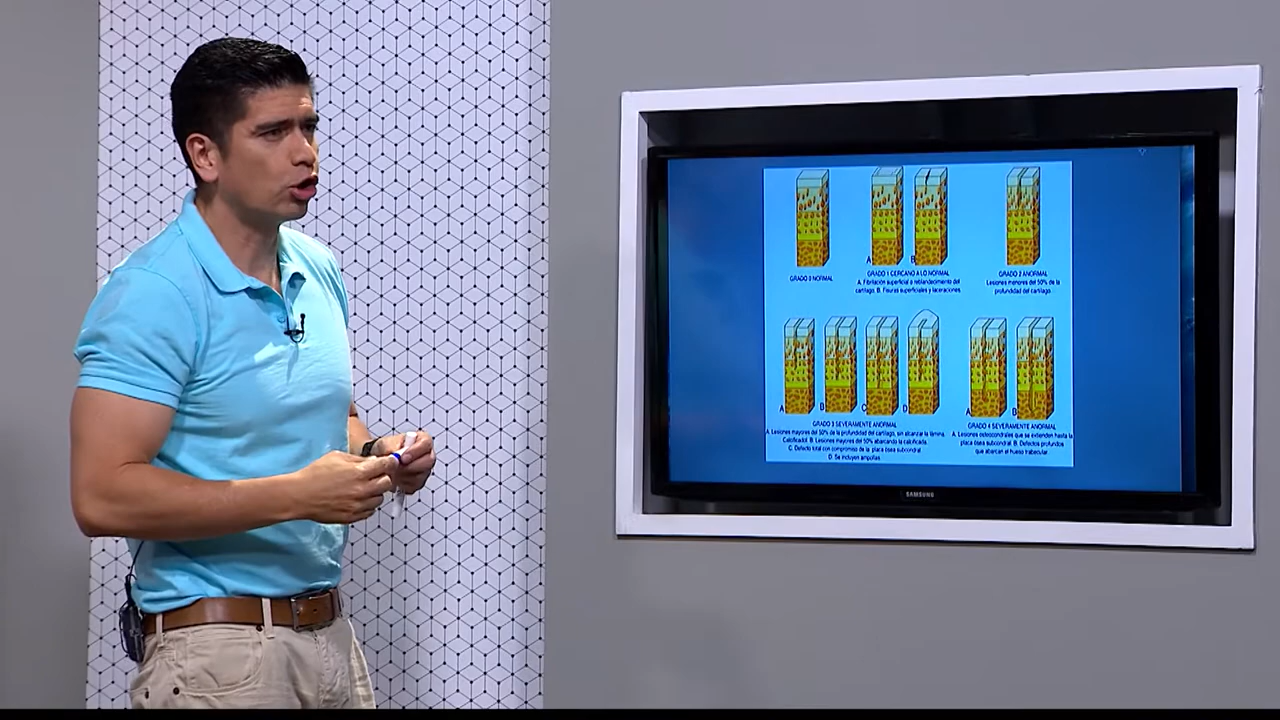 A
B
GRADO 0 NORMAL
GRADO 1 CERCANO A LO NORMAL
A. Fibrilación superficial o reblandecimiento del
cartílago. B. Fisuras superficiales y laceraciones.
GRADO 2 ANORMAL
Lesiones menores del 50% de la
profundidad del cartílago.
A
B
C
D
A
B
GRADO 3 SEVERAMENTE ANORMAL
A. Lesiones mayores del 50% de la profundidad del cartílago, sin alcanzar la lámina
Calcificadol. B. Lesiones mayores del 50% abarcando la calcificada.
C. Defecto total con compromiso de la placa ósea subcondral
D. Se incluyen ampollas.
GRADO 4 SEVERAMENTE ANORMAL
A. Lesiones osteocondrales que se extienden hasta la
placa ósea subcondral. B. Defectos profundos
que abarcan el hueso trabecular.
SAMSUNG